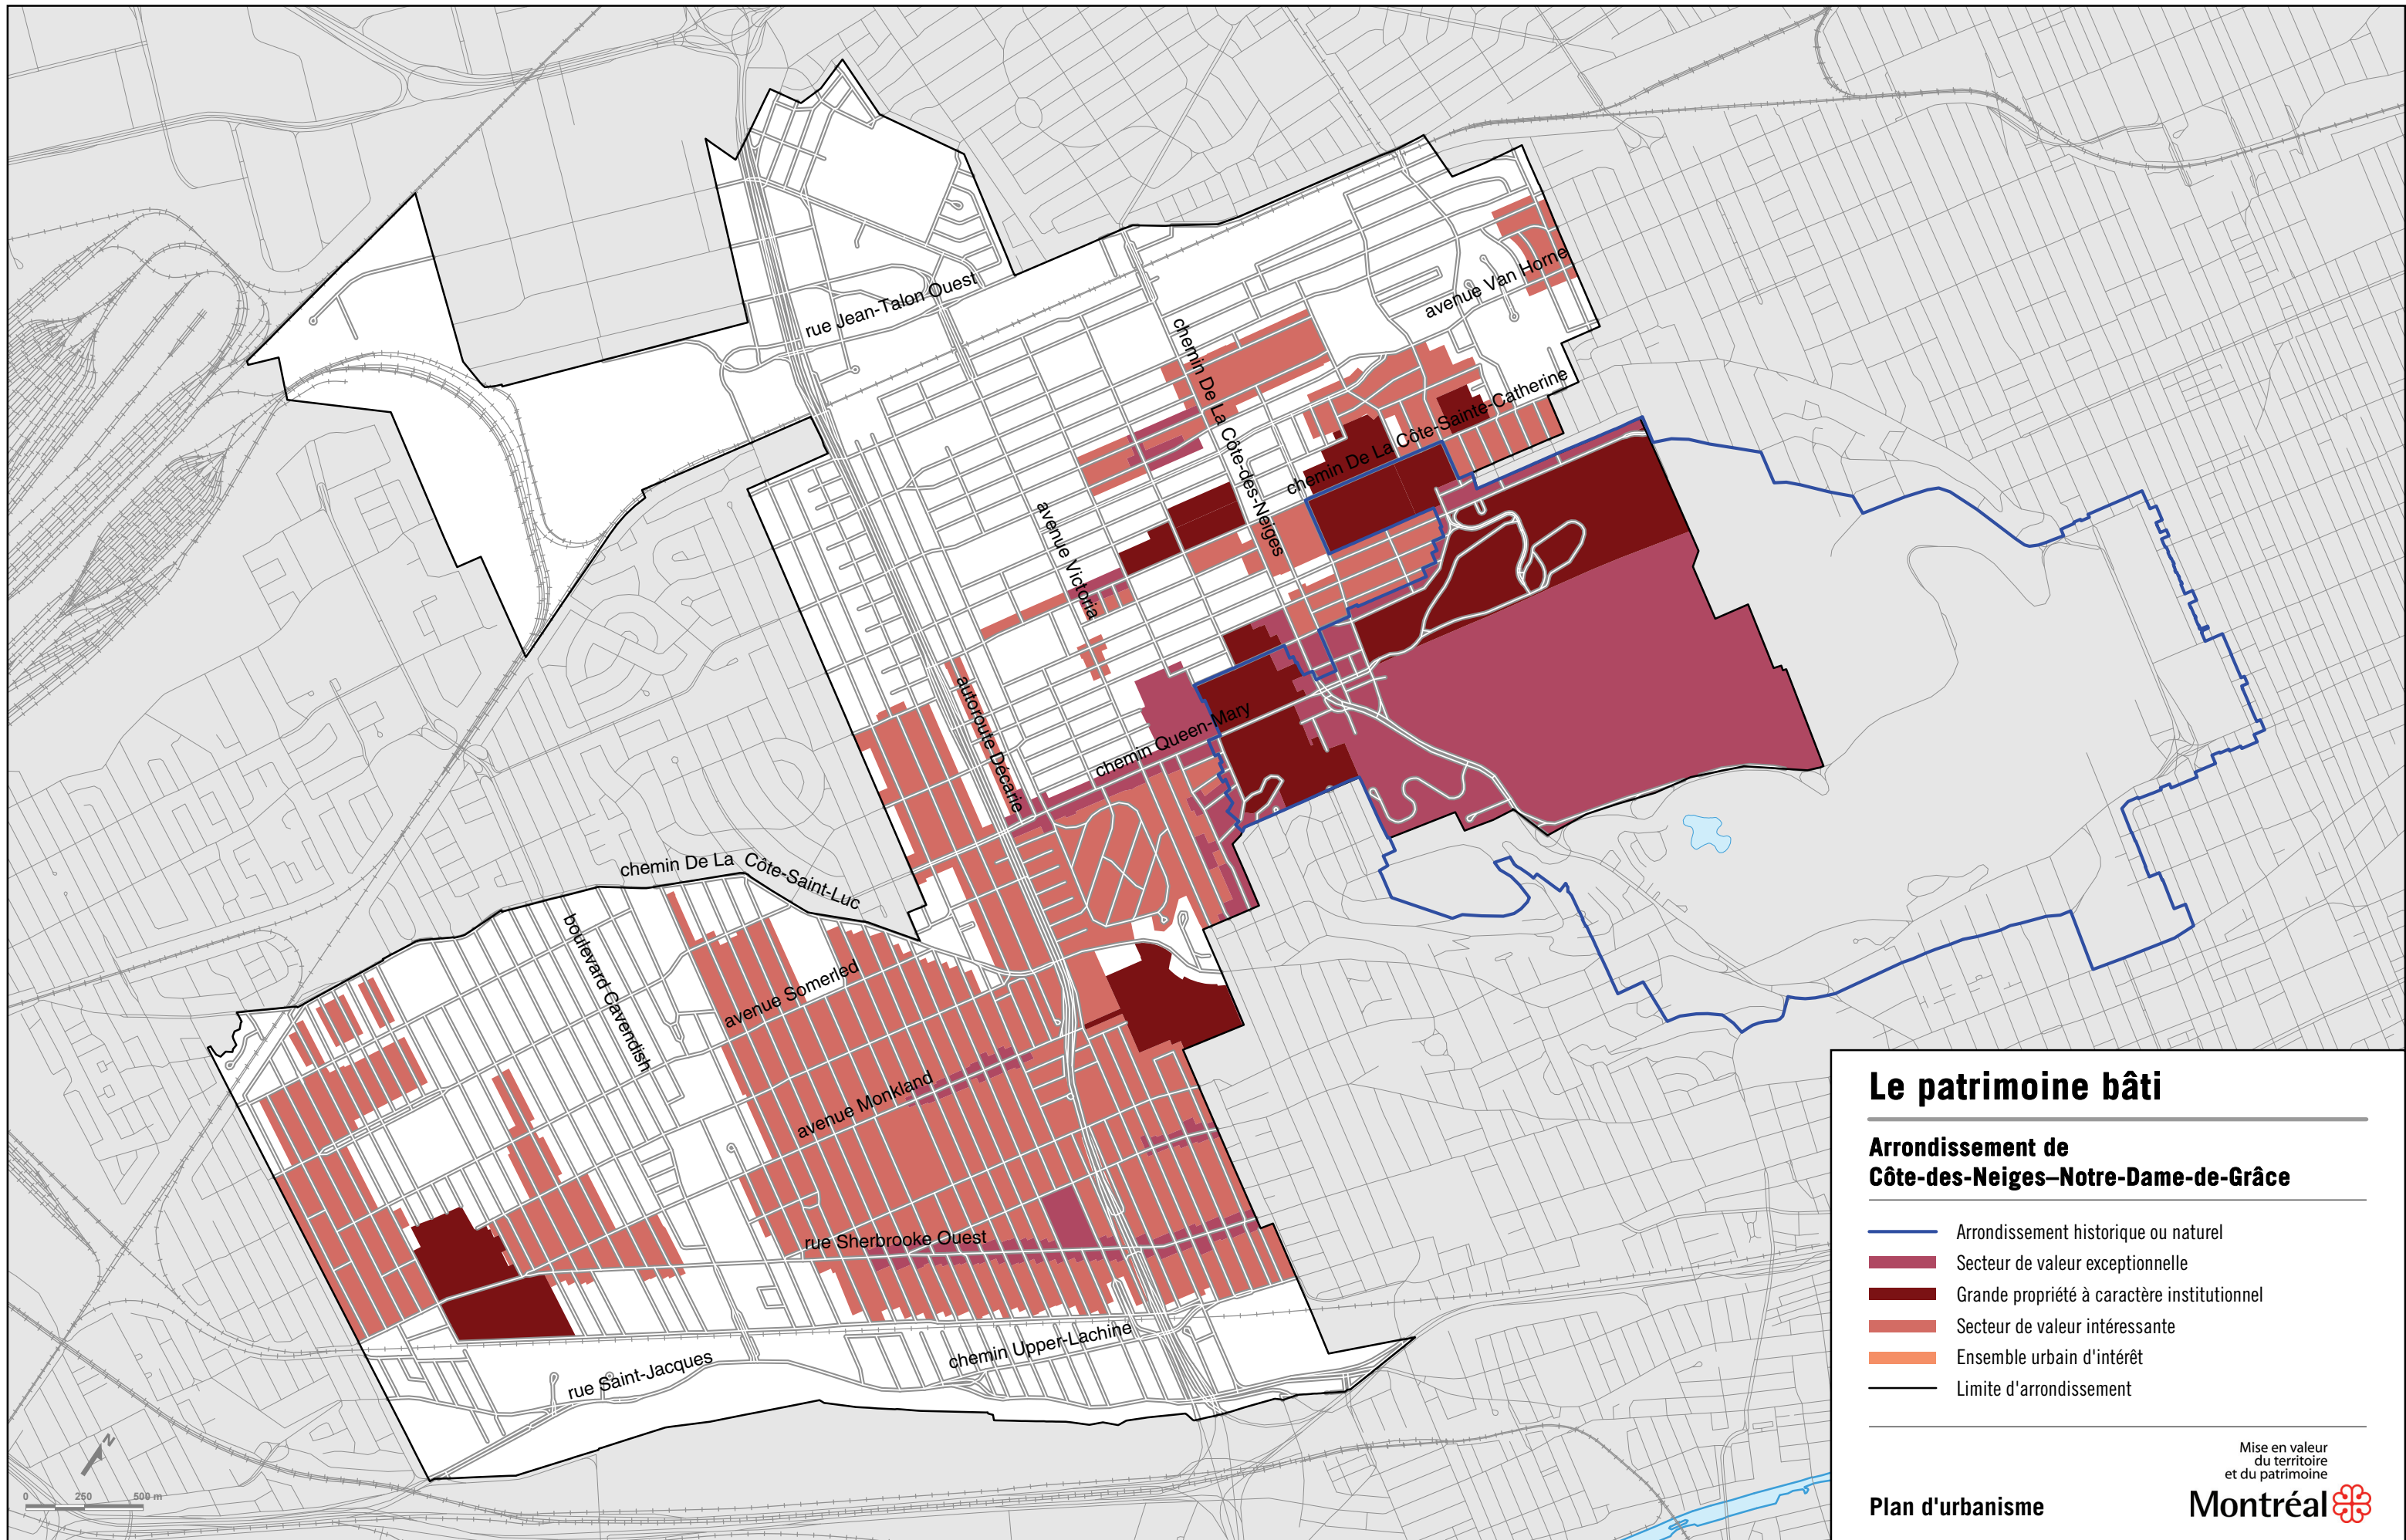 rue Jean-Talon Ouest
avenue Van Horne
chemin De La Côte-des-Neiges
chemin De La Côte-Sainte-Catherine
avenue Victoria
autoroute Décarie
chemin Queen-Mary
chemin De La Côte-Saint-Luc
boulevard Cavendish
avenue Somerled
avenue Monkland
rue Sherbrooke Ouest
chemin Upper-Lachine
rue Saint-Jacques
N
0 250 500 m
Le patrimoine bâti
Arrondissement de
Côte-des-Neiges–Notre-Dame-de-Grâce
Arrondissement historique ou naturel
Secteur de valeur exceptionnelle
Grande propriété à caractère institutionnel
Secteur de valeur intéressante
Ensemble urbain d'intérêt
Limite d'arrondissement
Mise en valeur
du territoire
et du patrimoine
Plan d'urbanisme
Montréal